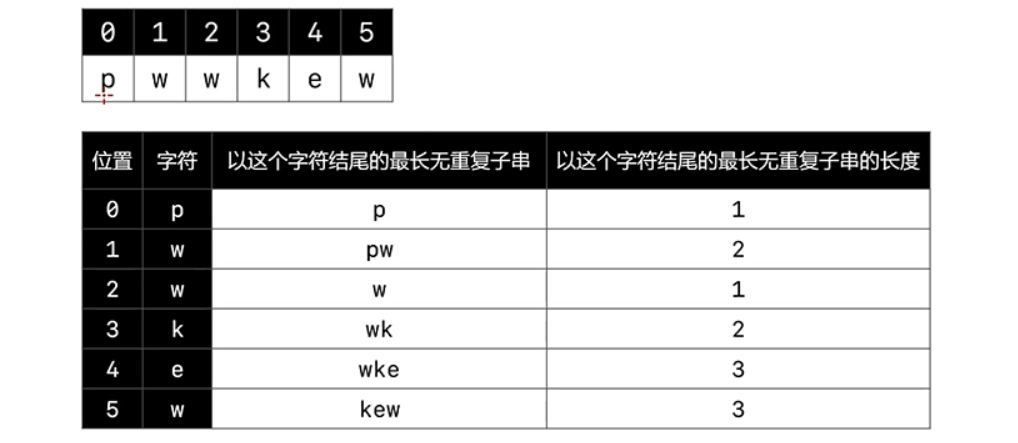 0 1 2 3 4 5
p w w k e w
位置 字符 以这个字符结尾的最长无重复子串 以这个字符结尾的最长无重复子串的长度
0 p p 1
1 w pw 2
2 w w 1
3 k wk 2
4 e wke 3
5 w kew 3